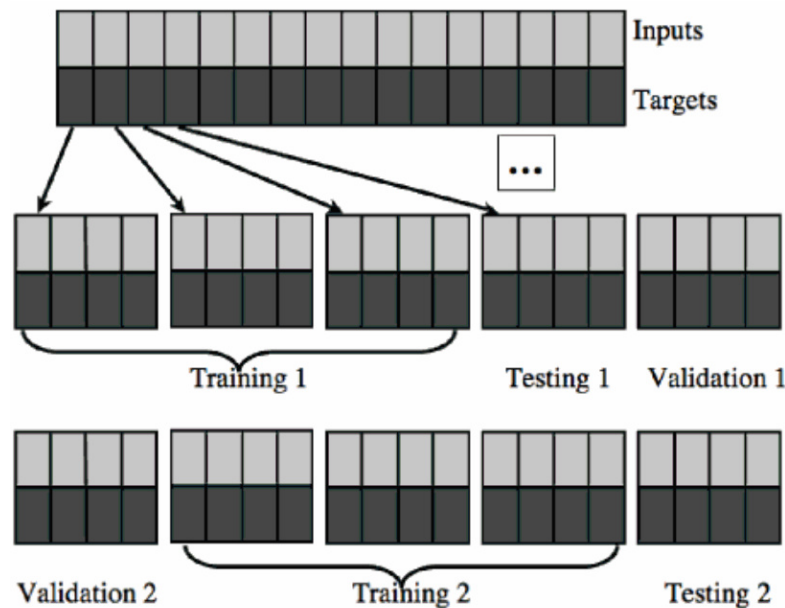 Inputs
Targets
...
Training 1
Testing 1
Validation 1
Validation 2
Training 2
Testing 2